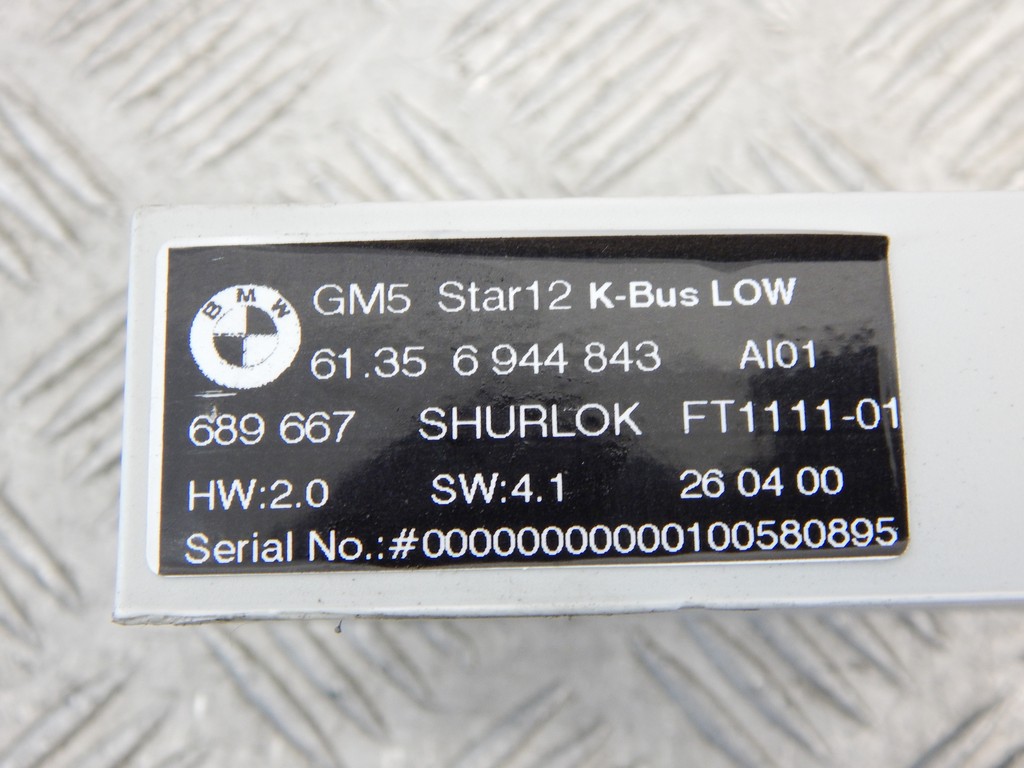 BMW
GM5 Star12 K-Bus LOW
61.35 6 944 843 AI01
689 667 SHURLOK FT1111-01
HW:2.0 SW:4.1 26 04 00
Serial No.:#00000000000100580895